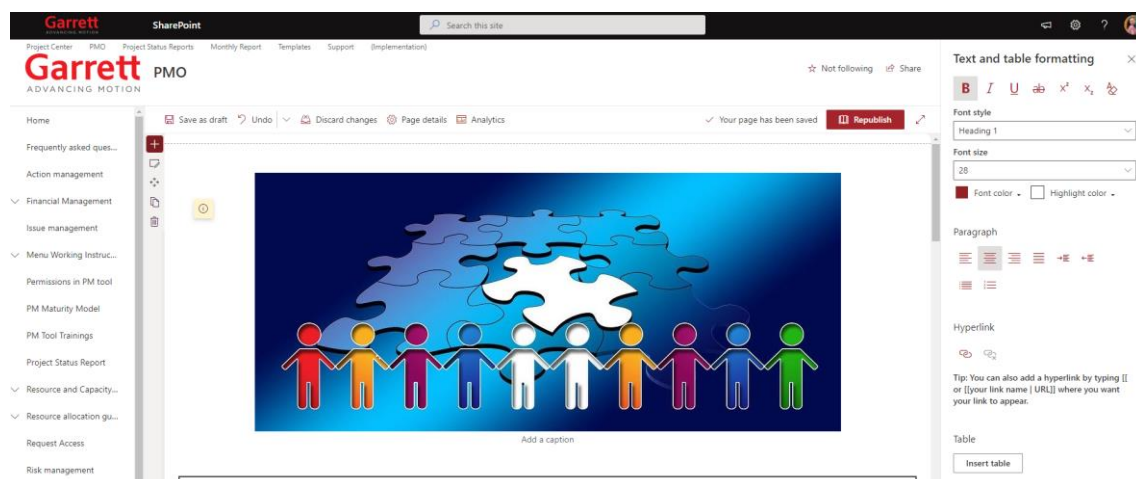 Garrett
ADVANCING MOTION
SharePoint
Search this site
?
Project Center PMO Project Status Reports Monthly Report Templates Support (Implementation)
Garrett
ADVANCING MOTION
PMO
Not following Share
Home
Frequently asked ques...
Action management
Financial Management
Issue management
Menu Working Instruc...
Permissions in PM tool
PM Maturity Model
PM Tool Trainings
Project Status Report
Resource and Capacity...
Resource allocation gu...
Request Access
Risk management
Save as draft Undo Discard changes Page details Analytics
Your page has been saved Republish
Add a caption
Text and table formatting
B I U ab x² x₂
Font style
Heading 1
Font size
28
Font color Highlight color
Paragraph
Hyperlink
Tip: You can also add a hyperlink by typing [[
or [[your link name | URL]] where you want
your link to appear.
Table
Insert table